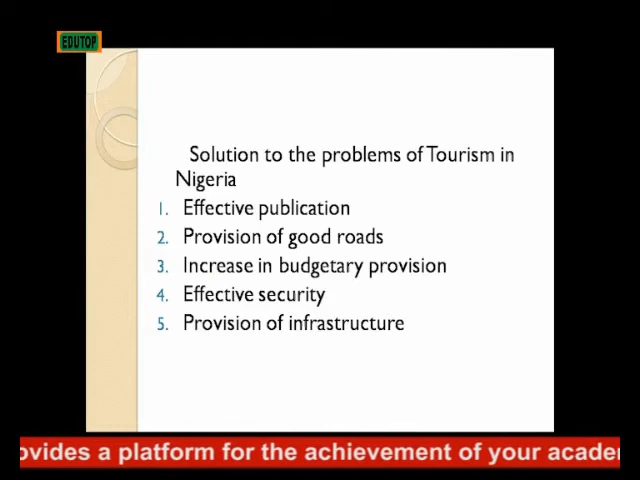 EDUTOP
Solution to the problems of Tourism in
Nigeria
1. Effective publication
2. Provision of good roads
3. Increase in budgetary provision
4. Effective security
5. Provision of infrastructure
ovides a platform for the achievement of your acade